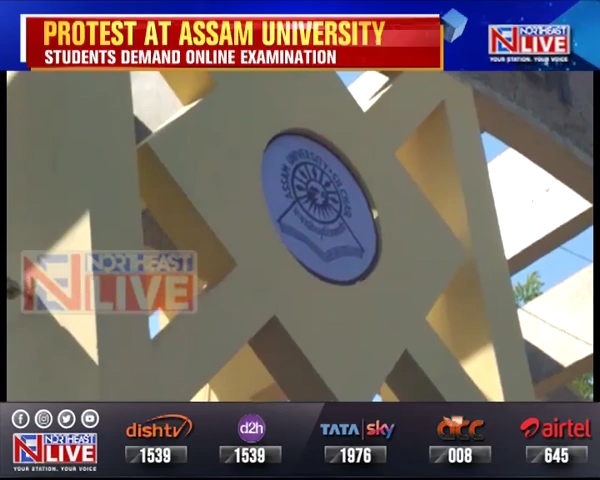 PROTEST AT ASSAM UNIVERSITY
STUDENTS DEMAND ONLINE EXAMINATION
NORTHEAST
LIVE
YOUR STATION. YOUR VOICE
ASSAM UNIVERSITY SILCHAR
NORTHEAST
LIVE
NORTHEAST
LIVE
YOUR STATION. YOUR VOICE
dishtv
1539
d2h
1539
TATA sky
1976
acc
008
airtel
645